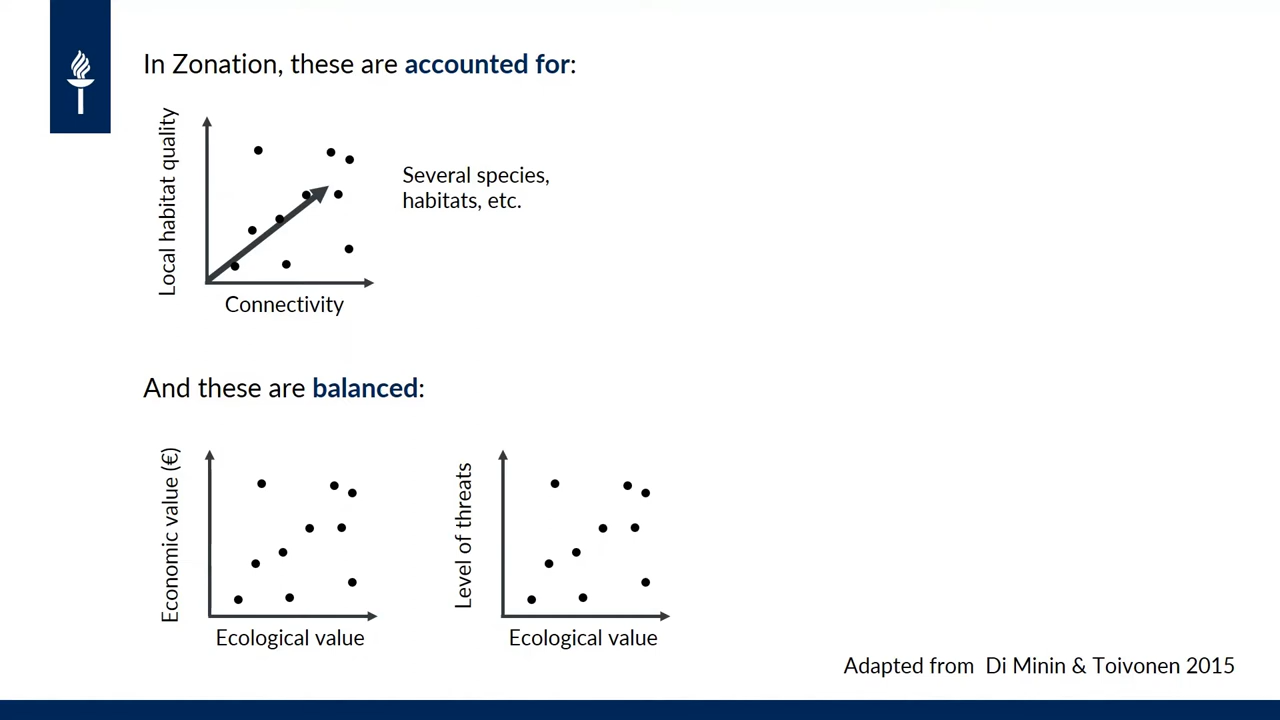 In Zonation, these are accounted for:
Local habitat quality
Several species,
habitats, etc.
Connectivity
And these are balanced:
Economic value (€)
Ecological value
Level of threats
Ecological value
Adapted from Di Minin & Toivonen 2015